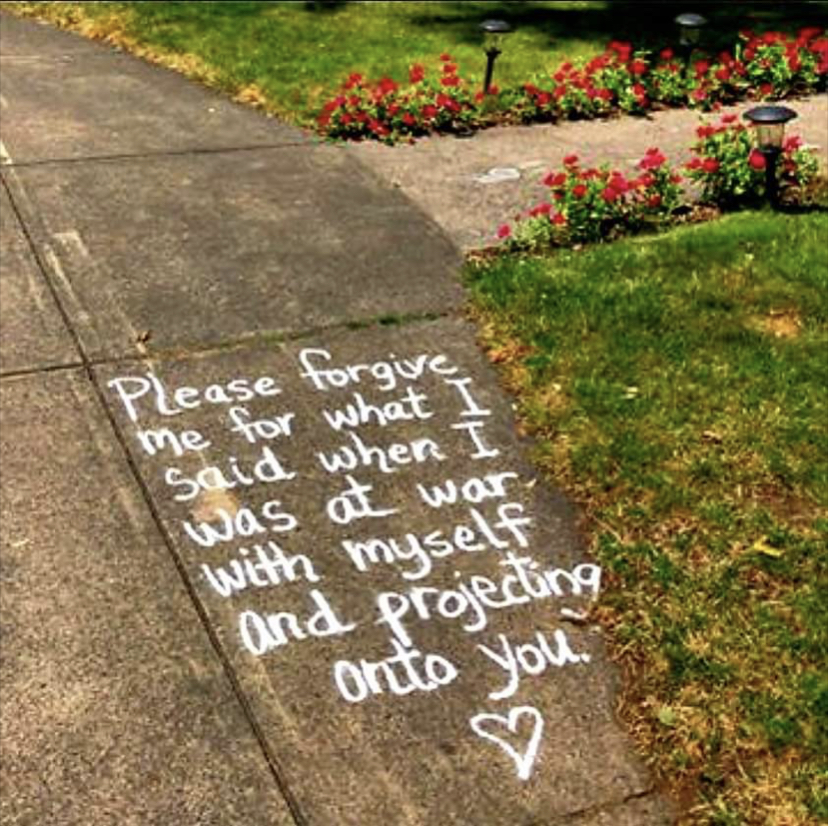 Please forgive
me for what I
said when I
was at war
with myself
and projecting
onto you.